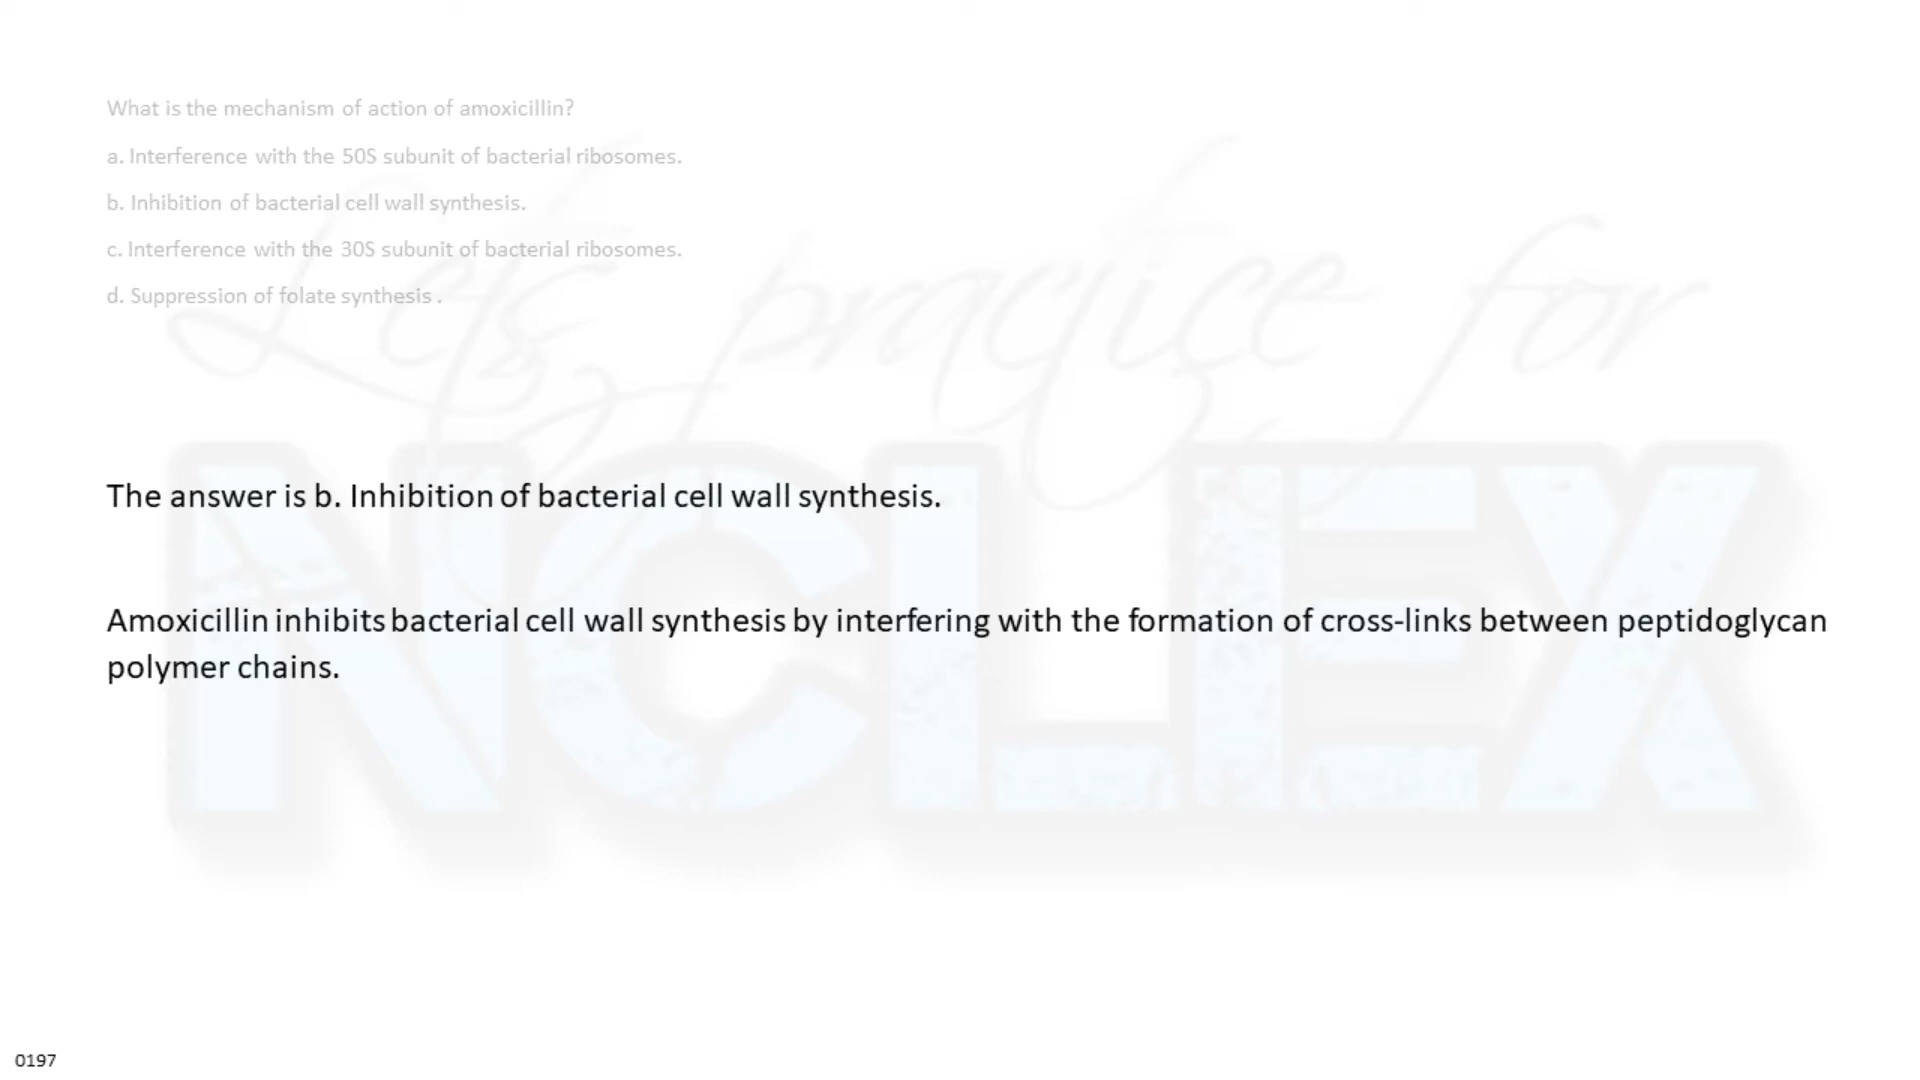 What is the mechanism of action of amoxicillin?
a. Interference with the 50S subunit of bacterial ribosomes.
b. Inhibition of bacterial cell wall synthesis.
c. Interference with the 30S subunit of bacterial ribosomes.
d. Suppression of folate synthesis .
Let's practice for
NCLEX
The answer is b. Inhibition of bacterial cell wall synthesis.
Amoxicillin inhibits bacterial cell wall synthesis by interfering with the formation of cross-links between peptidoglycan
polymer chains.
0197